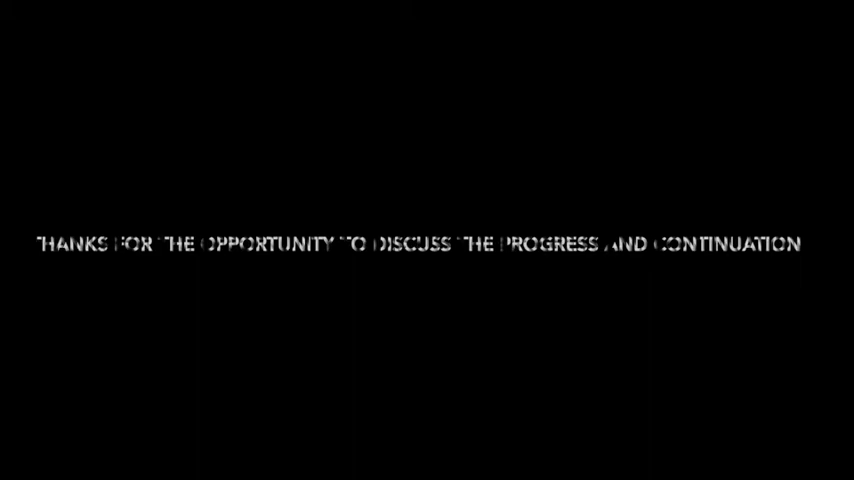 THANKS FOR THE OPPORTUNITY TO DISCUSS THE PROGRESS AND CONTINUATION